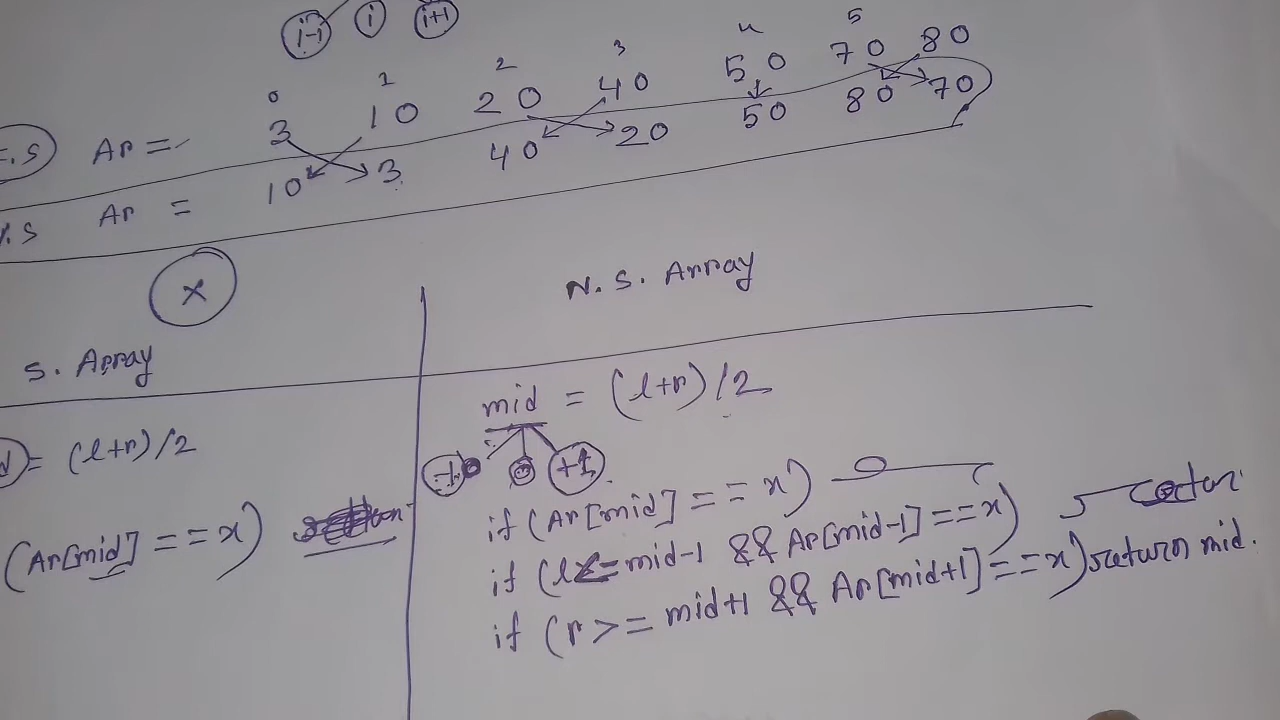 i-1 i i+1
0 1 2 3 4 5
.S Ar = 3 10 20 40 50 70 80
.S Ar = 10 3 40 20 50 80 70
x
S. Array
N. S. Array
= (l+r)/2
mid = (l+r)/2
-1 +1
(Ar[mid] == x)
if (Ar[mid] == x)
if (l<=mid-1 && Ar[mid-1] == x)
if (r >= mid+1 && Ar[mid+1] == x) return mid.